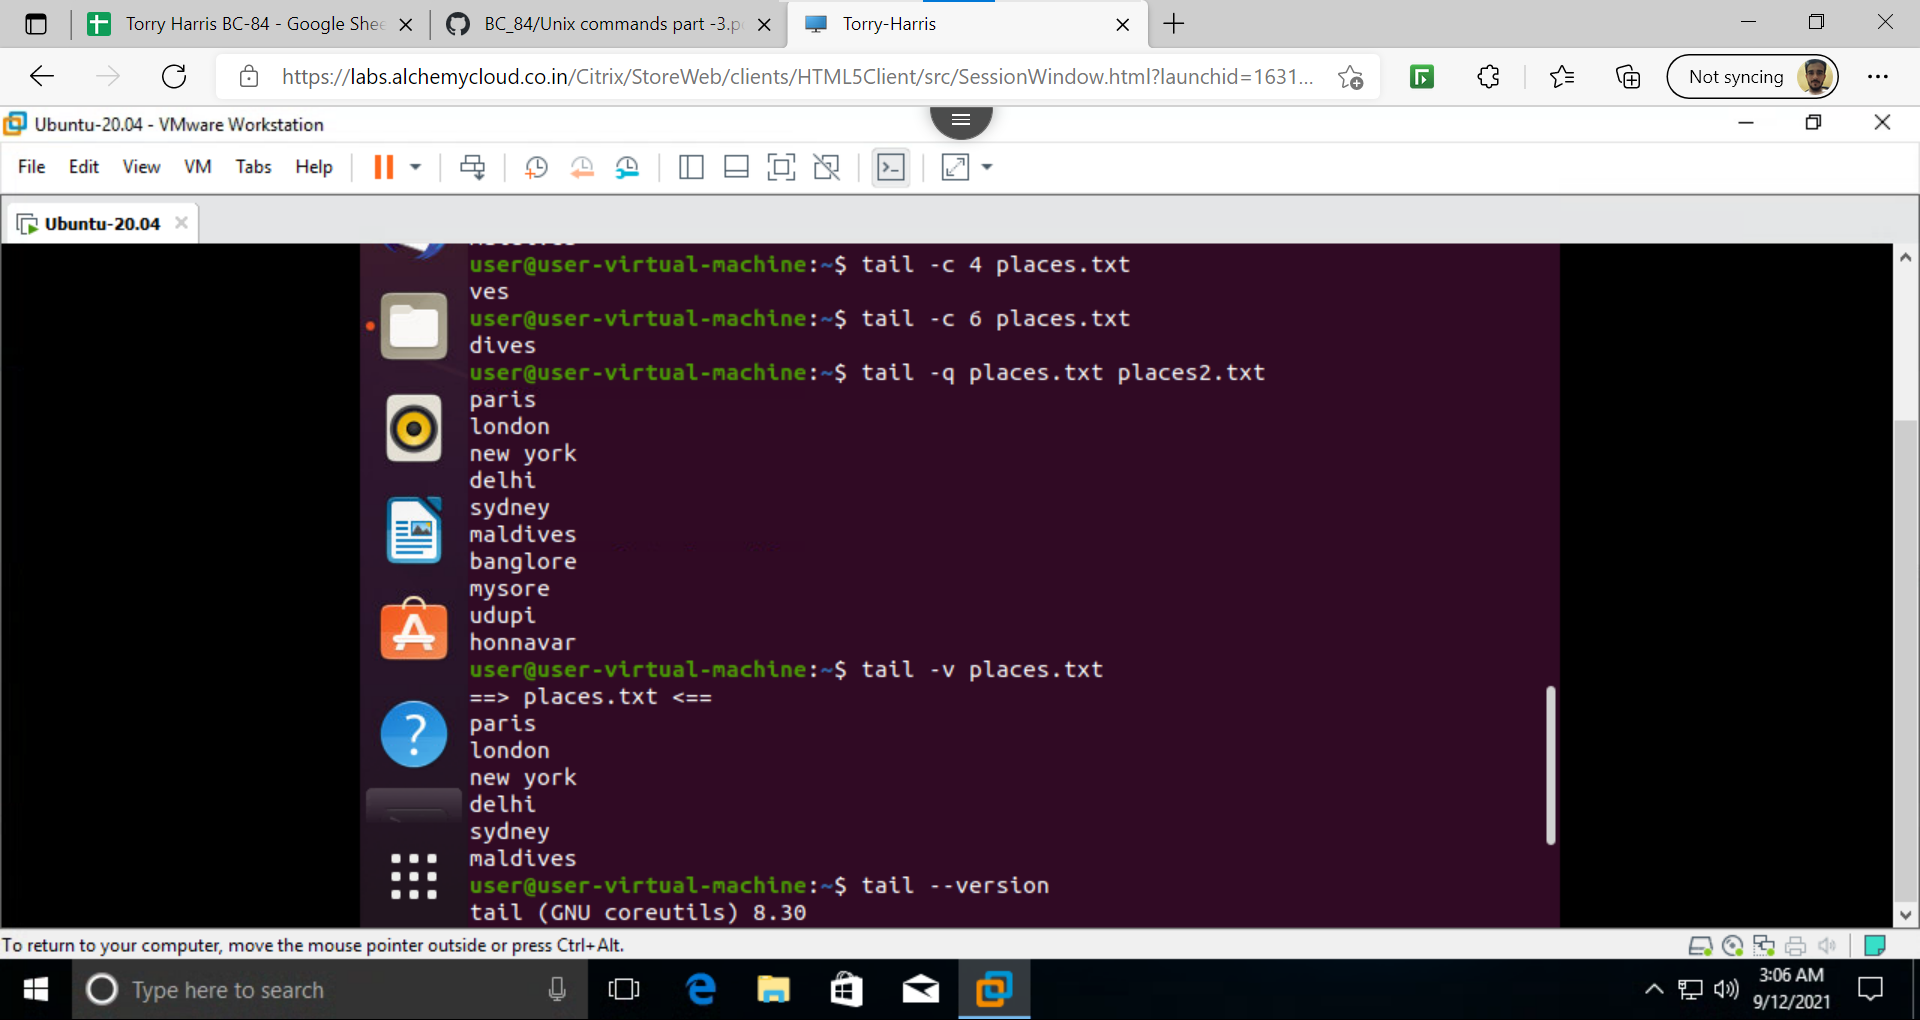 Torry Harris BC-84 - Google Shee
BC_84/Unix commands part -3.p
Torry-Harris
https://labs.alchemycloud.co.in/Citrix/StoreWeb/clients/HTML5Client/src/SessionWindow.html?launchid=1631...
Not syncing
Ubuntu-20.04 - VMware Workstation
File Edit View VM Tabs Help
Ubuntu-20.04
user@user-virtual-machine:~$ tail -c 4 places.txt
ves
user@user-virtual-machine:~$ tail -c 6 places.txt
dives
user@user-virtual-machine:~$ tail -q places.txt places2.txt
paris
london
new york
delhi
sydney
maldives
banglore
mysore
udupi
honnavar
user@user-virtual-machine:~$ tail -v places.txt
==> places.txt <==
paris
london
new york
delhi
sydney
maldives
user@user-virtual-machine:~$ tail --version
tail (GNU coreutils) 8.30
To return to your computer, move the mouse pointer outside or press Ctrl+Alt.
Type here to search
3:06 AM
9/12/2021